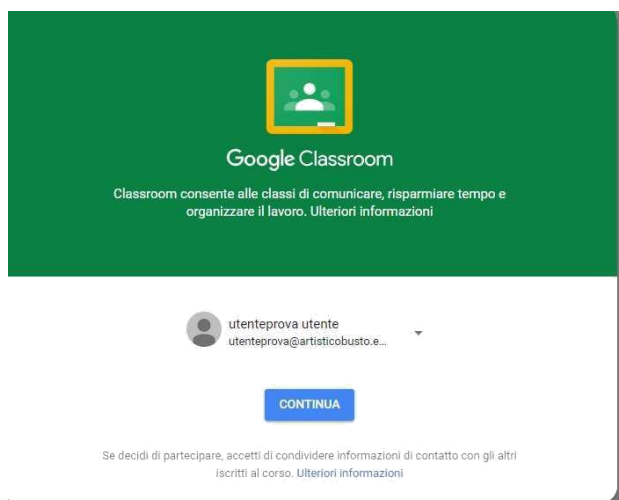 Google Classroom
Classroom consente alle classi di comunicare, risparmiare tempo e
organizzare il lavoro. Ulteriori informazioni
utenteprova utente
utenteprova@artisticobusto.e...
CONTINUA
Se decidi di partecipare, accetti di condividere informazioni di contatto con gli altri
iscritti al corso. Ulteriori informazioni